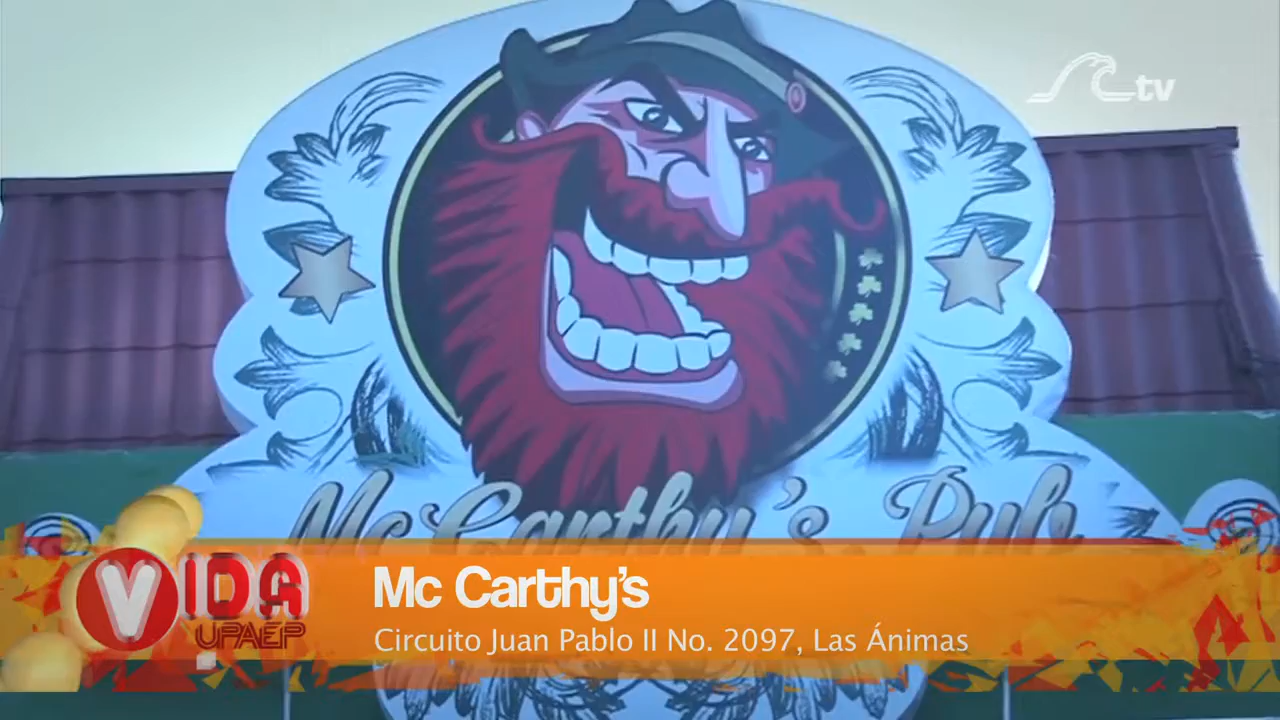 tv
McCarthy's Pub
Mc Carthy's
Circuito Juan Pablo II No. 2097, Las Ánimas
VIDA
UPAEP